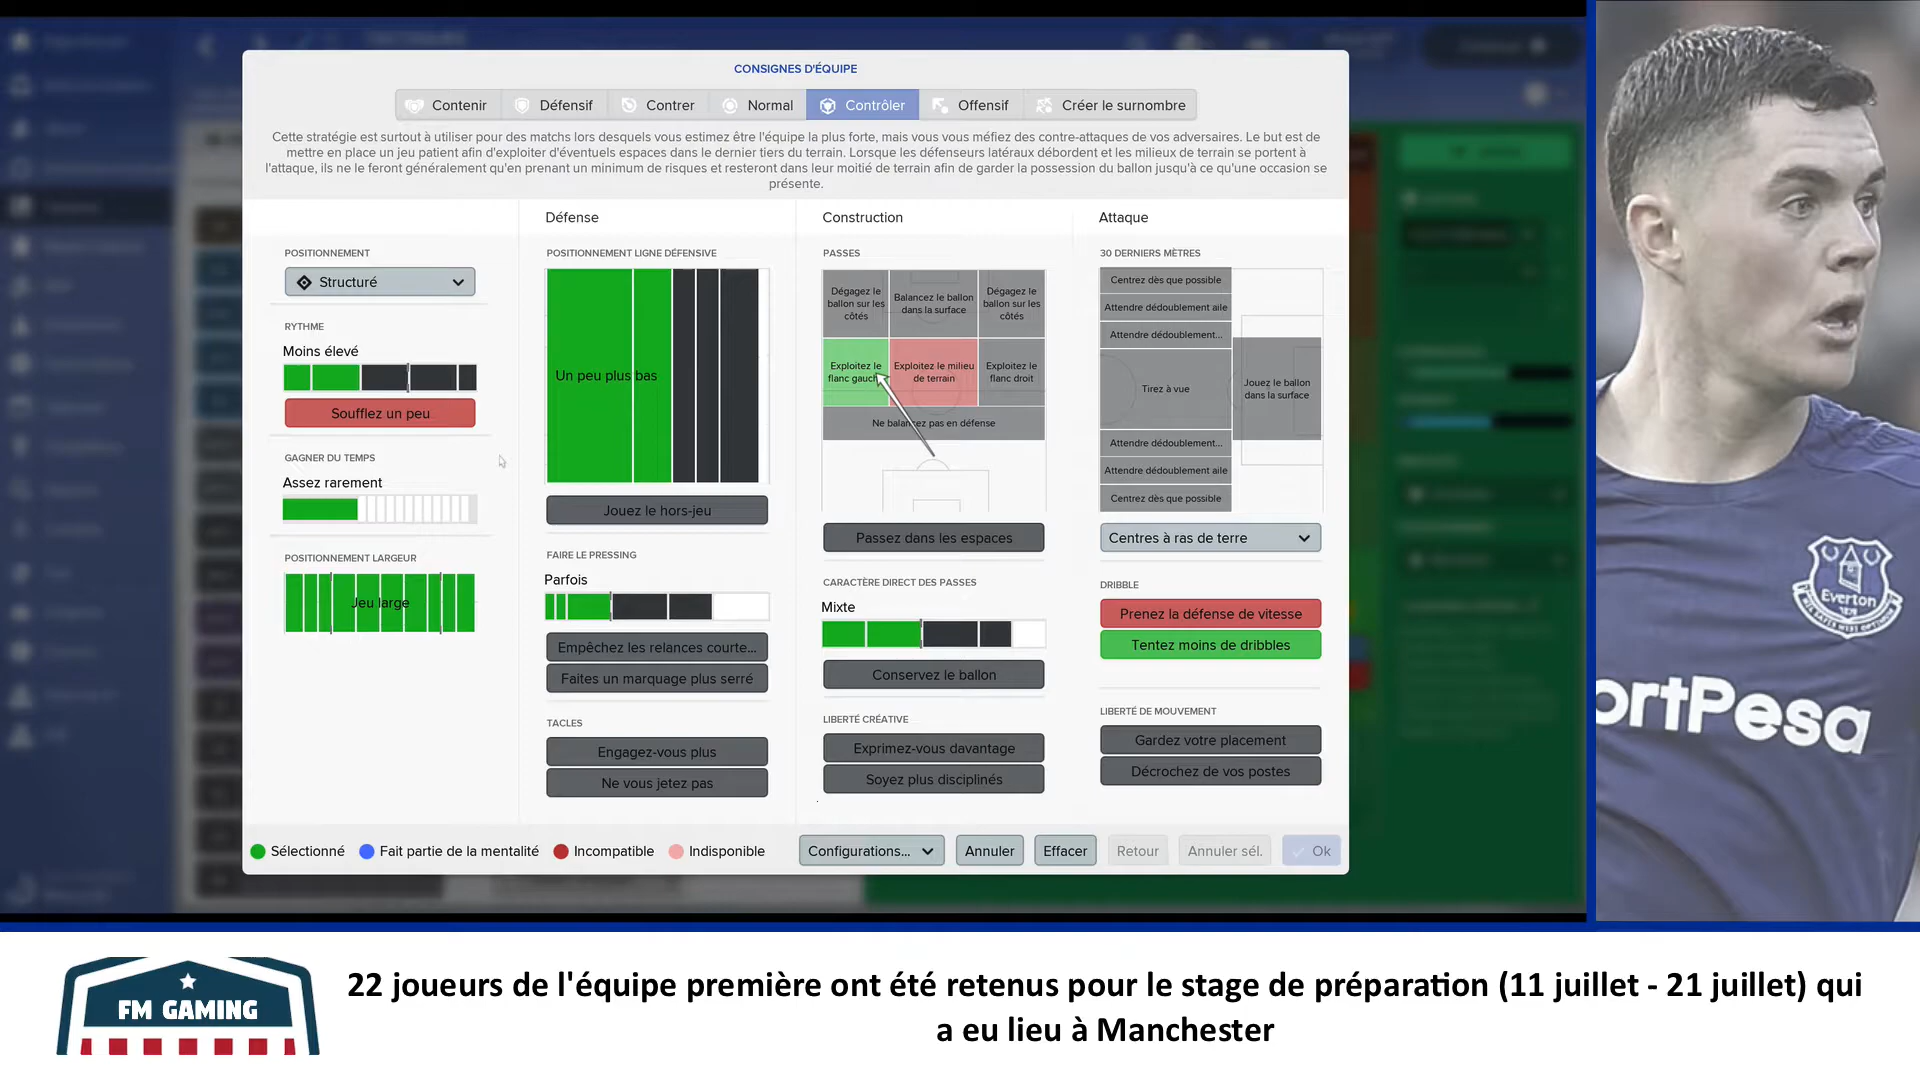 CONSIGNES D'ÉQUIPE
Contenir
Défensif
Contrer
Normal
Contrôler
Offensif
Créer le surnombre
Cette stratégie est surtout à utiliser pour des matchs lors desquels vous estimez être l'équipe la plus forte, mais vous vous méfiez des contre-attaques de vos adversaires. Le but est de
mettre en place un jeu patient afin d'exploiter d'éventuels espaces dans le dernier tiers du terrain. Lorsque les défenseurs latéraux débordent et les milieux de terrain se portent à
l'attaque, ils ne le feront généralement qu'en prenant un minimum de risques et resteront dans leur moitié de terrain afin de garder la possession du ballon jusqu'à ce qu'une occasion se
présente.
POSITIONNEMENT
Structuré
RYTHME
Moins élevé
Soufflez un peu
GAGNER DU TEMPS
Assez rarement
POSITIONNEMENT LARGEUR
Jeu large
Défense
POSITIONNEMENT LIGNE DÉFENSIVE
Un peu plus bas
Jouez le hors-jeu
FAIRE LE PRESSING
Parfois
Empêchez les relances courte...
Faites un marquage plus serré
TACLES
Engagez-vous plus
Ne vous jetez pas
Construction
PASSES
Dégagez le
ballon sur les
côtés
Balancez le ballon
dans la surface
Dégagez le
ballon sur les
côtés
Exploitez le
flanc gauche
Exploitez le milieu
de terrain
Exploitez le
flanc droit
Ne balancez pas en défense
Passez dans les espaces
CARACTÈRE DIRECT DES PASSES
Mixte
Conservez le ballon
LIBERTÉ CRÉATIVE
Exprimez-vous davantage
Soyez plus disciplinés
Attaque
30 DERNIERS MÈTRES
Centrez dès que possible
Attendre dédoublement aile
Attendre dédoublement...
Tirez à vue
Jouez le ballon
dans la surface
Attendre dédoublement...
Attendre dédoublement aile
Centrez dès que possible
Centres à ras de terre
DRIBBLE
Prenez la défense de vitesse
Tentez moins de dribbles
LIBERTÉ DE MOUVEMENT
Gardez votre placement
Décrochez de vos postes
Sélectionné
Fait partie de la mentalité
Incompatible
Indisponible
Configurations...
Annuler
Effacer
Retour
Annuler sél.
Ok
Everton
1878
ortPesa
FM GAMING
22 joueurs de l'équipe première ont été retenus pour le stage de préparation (11 juillet - 21 juillet) qui
a eu lieu à Manchester